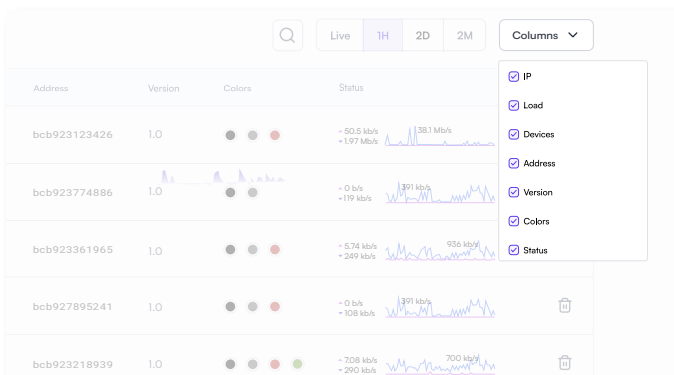 Live 1H 2D 2M Columns
IP
Address Version Colors Status
Load
50.5 kb/s 38.1 Mb/s
bcb923123426 1.0 1.97 Mb/s
Devices
Address
0 b/s 391 kb/s
bcb923774886 1.0 119 kb/s
Version
Colors
5.74 kb/s 936 kb/s
bcb923361965 1.0 249 kb/s
Status
0 b/s 391 kb/s
bcb927895241 1.0 108 kb/s
7.08 kb/s 700 kb/s
bcb923218939 1.0 290 kb/s